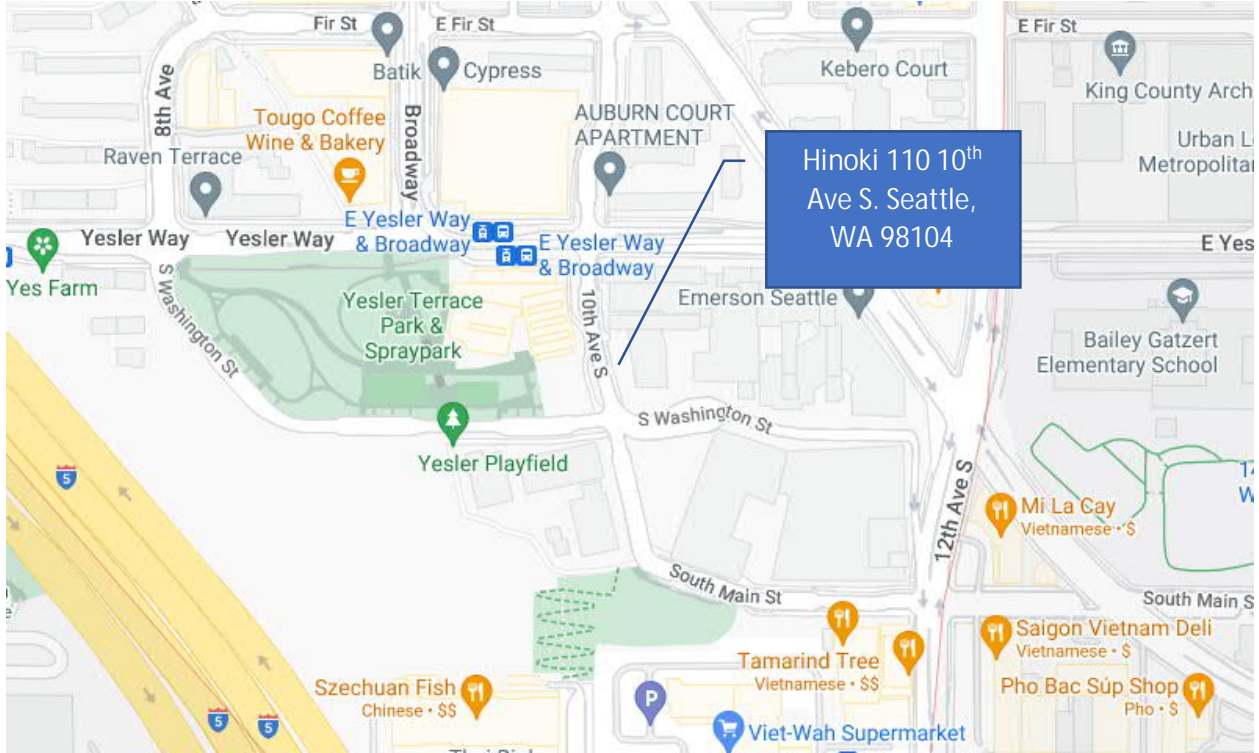 Fir St
E Fir St
E Fir St
Batik
Cypress
Kebero Court
King County Arch
8th Ave
Broadway
Tougo Coffee
Wine & Bakery
AUBURN COURT
APARTMENT
Hinoki 110 10th
Ave S. Seattle,
WA 98104
Urban L
Metropolita
Raven Terrace
E Yesler Way
& Broadway
E Yesler Way
& Broadway
Yesler Way
Yesler Way
E Yes
Yes Farm
S Washington St
Yesler Terrace
Park &
Spraypark
10th Ave S
Emerson Seattle
Bailey Gatzert
Elementary School
S Washington St
Yesler Playfield
5
12th Ave S
14
W
Mi La Cay
Vietnamese • $
South Main St
South Main S
Saigon Vietnam Deli
Vietnamese • $
Tamarind Tree
Vietnamese • $$
Szechuan Fish
Chinese • $$
P
Pho Bac Súp Shop
Pho • $
5
5
Viet-Wah Supermarket